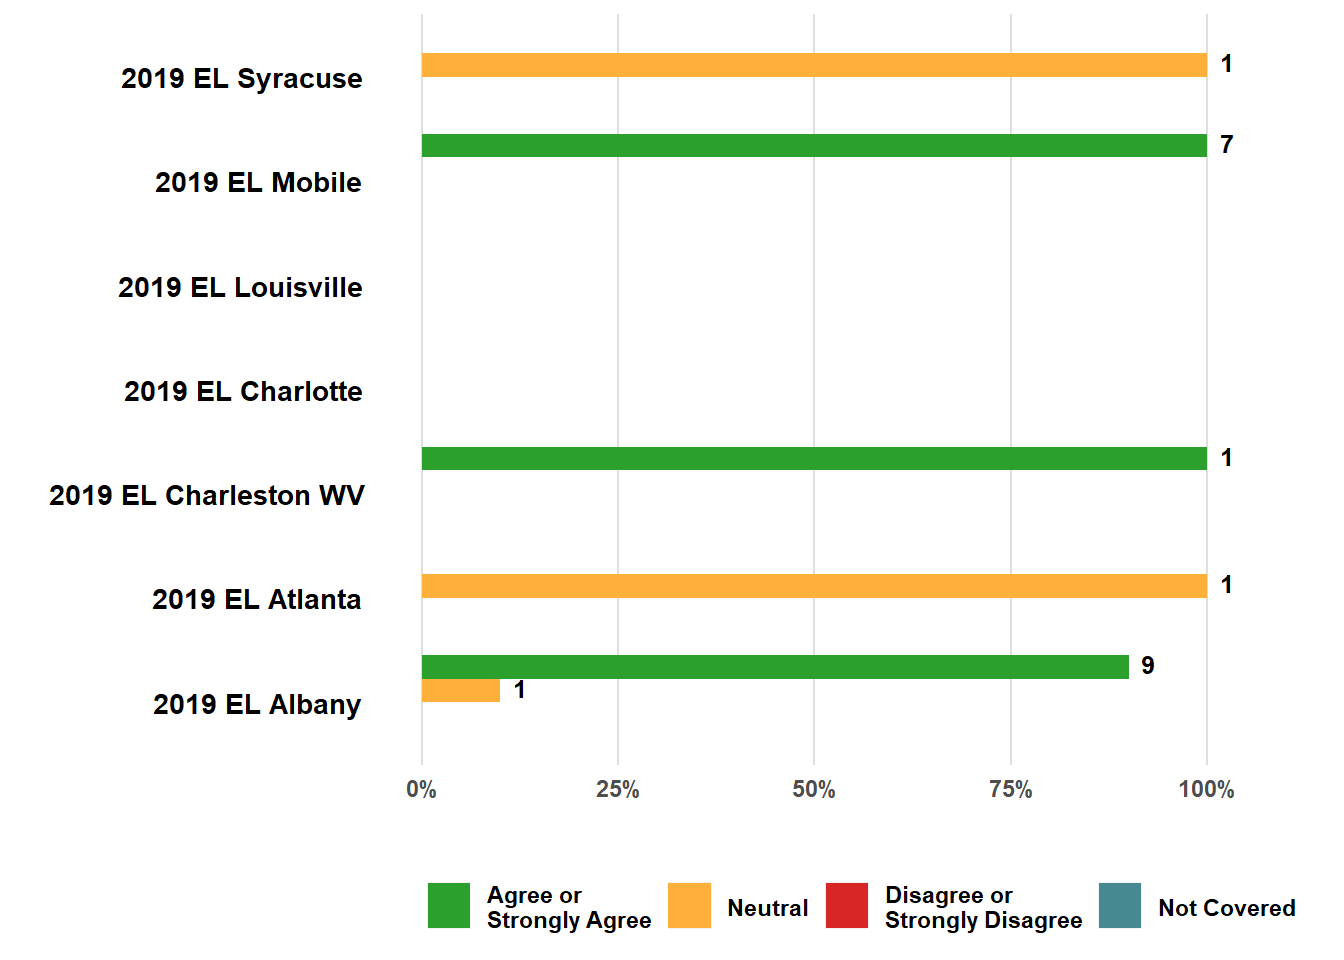 2019 EL Syracuse
1
7
2019 EL Mobile
2019 EL Louisville
2019 EL Charlotte
1
2019 EL Charleston WV
1
2019 EL Atlanta
9
1
2019 EL Albany
0% 25% 50% 75% 100%
Agree or
Strongly Agree
Neutral
Disagree or
Strongly Disagree
Not Covered